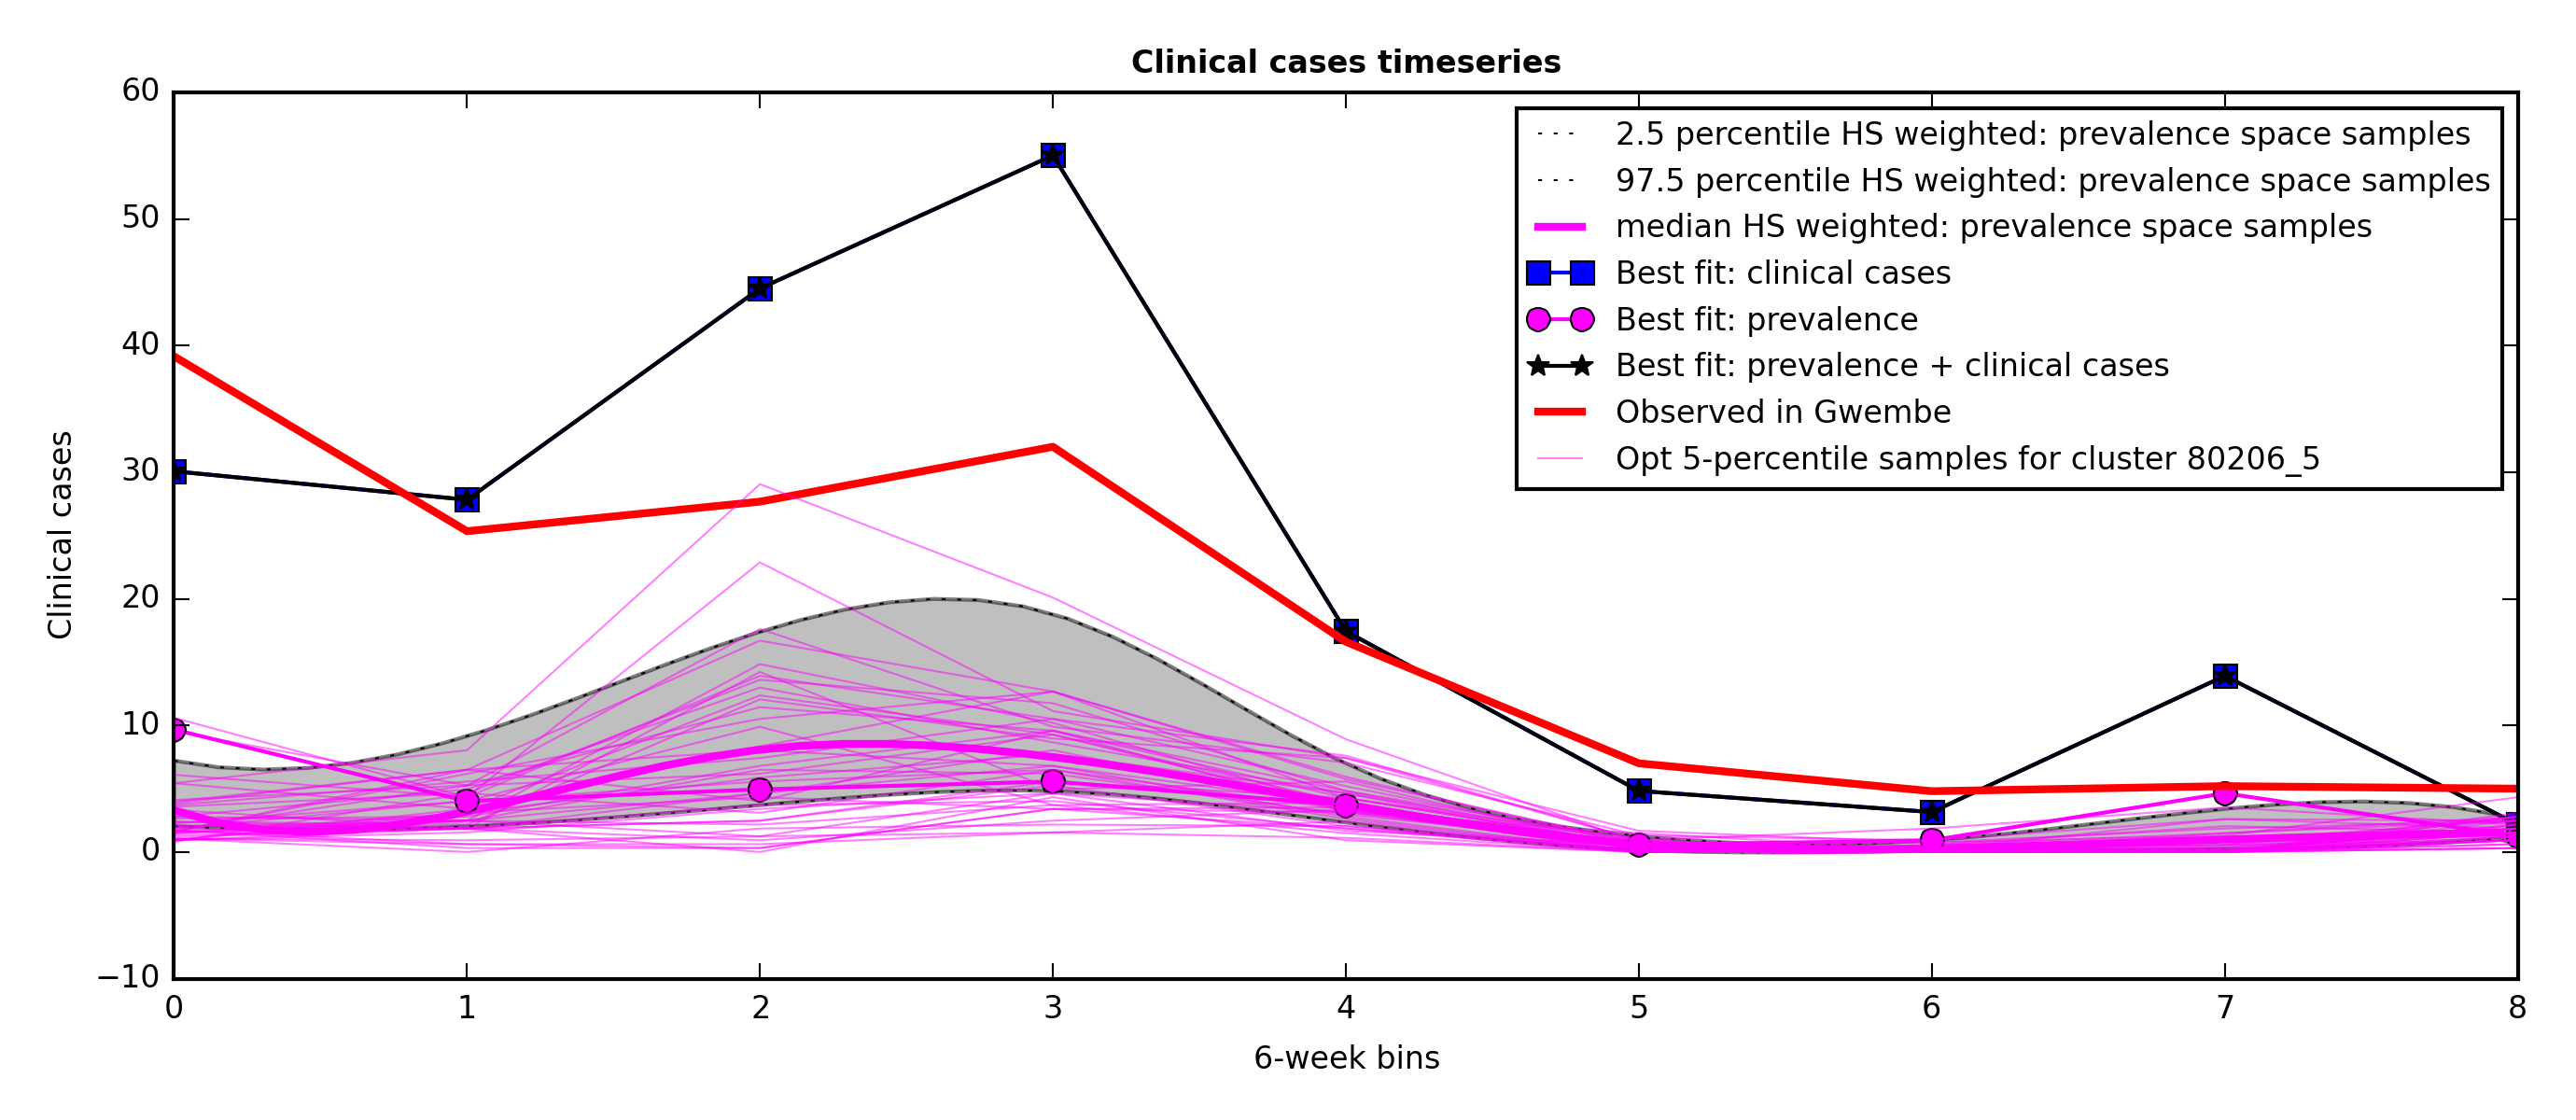 Clinical cases timeseries
60
50
40
30
20
10
0
−10
Clinical cases
2.5 percentile HS weighted: prevalence space samples
97.5 percentile HS weighted: prevalence space samples
median HS weighted: prevalence space samples
Best fit: clinical cases
Best fit: prevalence
Best fit: prevalence + clinical cases
Observed in Gwembe
Opt 5-percentile samples for cluster 80206_5
0 1 2 3 4 5 6 7 8
6-week bins